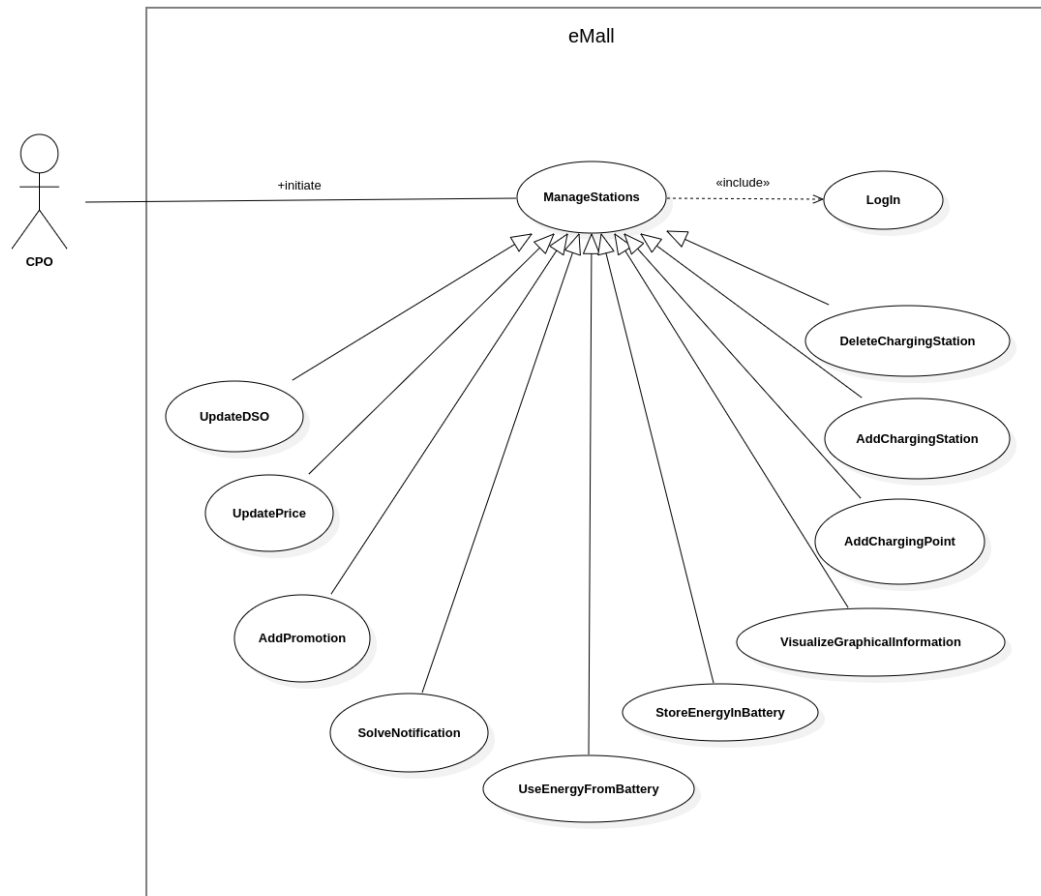 eMall
+initiate
ManageStations
«include»
LogIn
CPO
DeleteChargingStation
UpdateDSO
AddChargingStation
UpdatePrice
AddChargingPoint
AddPromotion
VisualizeGraphicalInformation
StoreEnergyInBattery
SolveNotification
UseEnergyFromBattery